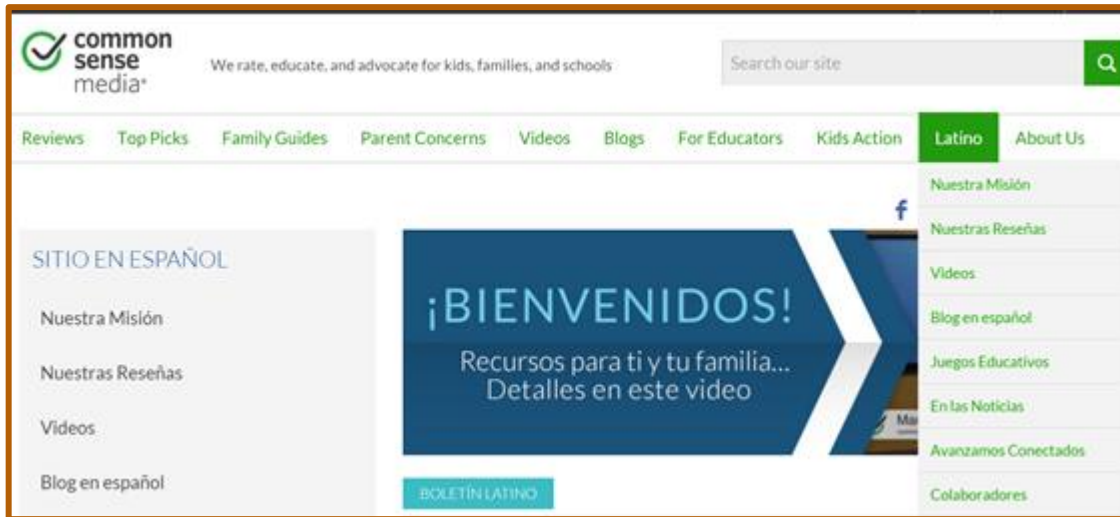 common
sense
media
We rate, educate, and advocate for kids, families, and schools
Search our site
Reviews Top Picks Family Guides Parent Concerns Videos Blogs For Educators Kids Action Latino About Us
Nuestra Misión
Nuestras Reseñas
Videos
Blog en español
Juegos Educativos
En las Noticias
Avanzamos Conectados
Colaboradores
f
SITIO EN ESPAÑOL
Nuestra Misión
Nuestras Reseñas
Videos
Blog en español
¡BIENVENIDOS!
Recursos para ti y tu familia...
Detalles en este video
BOLETÍN LATINO